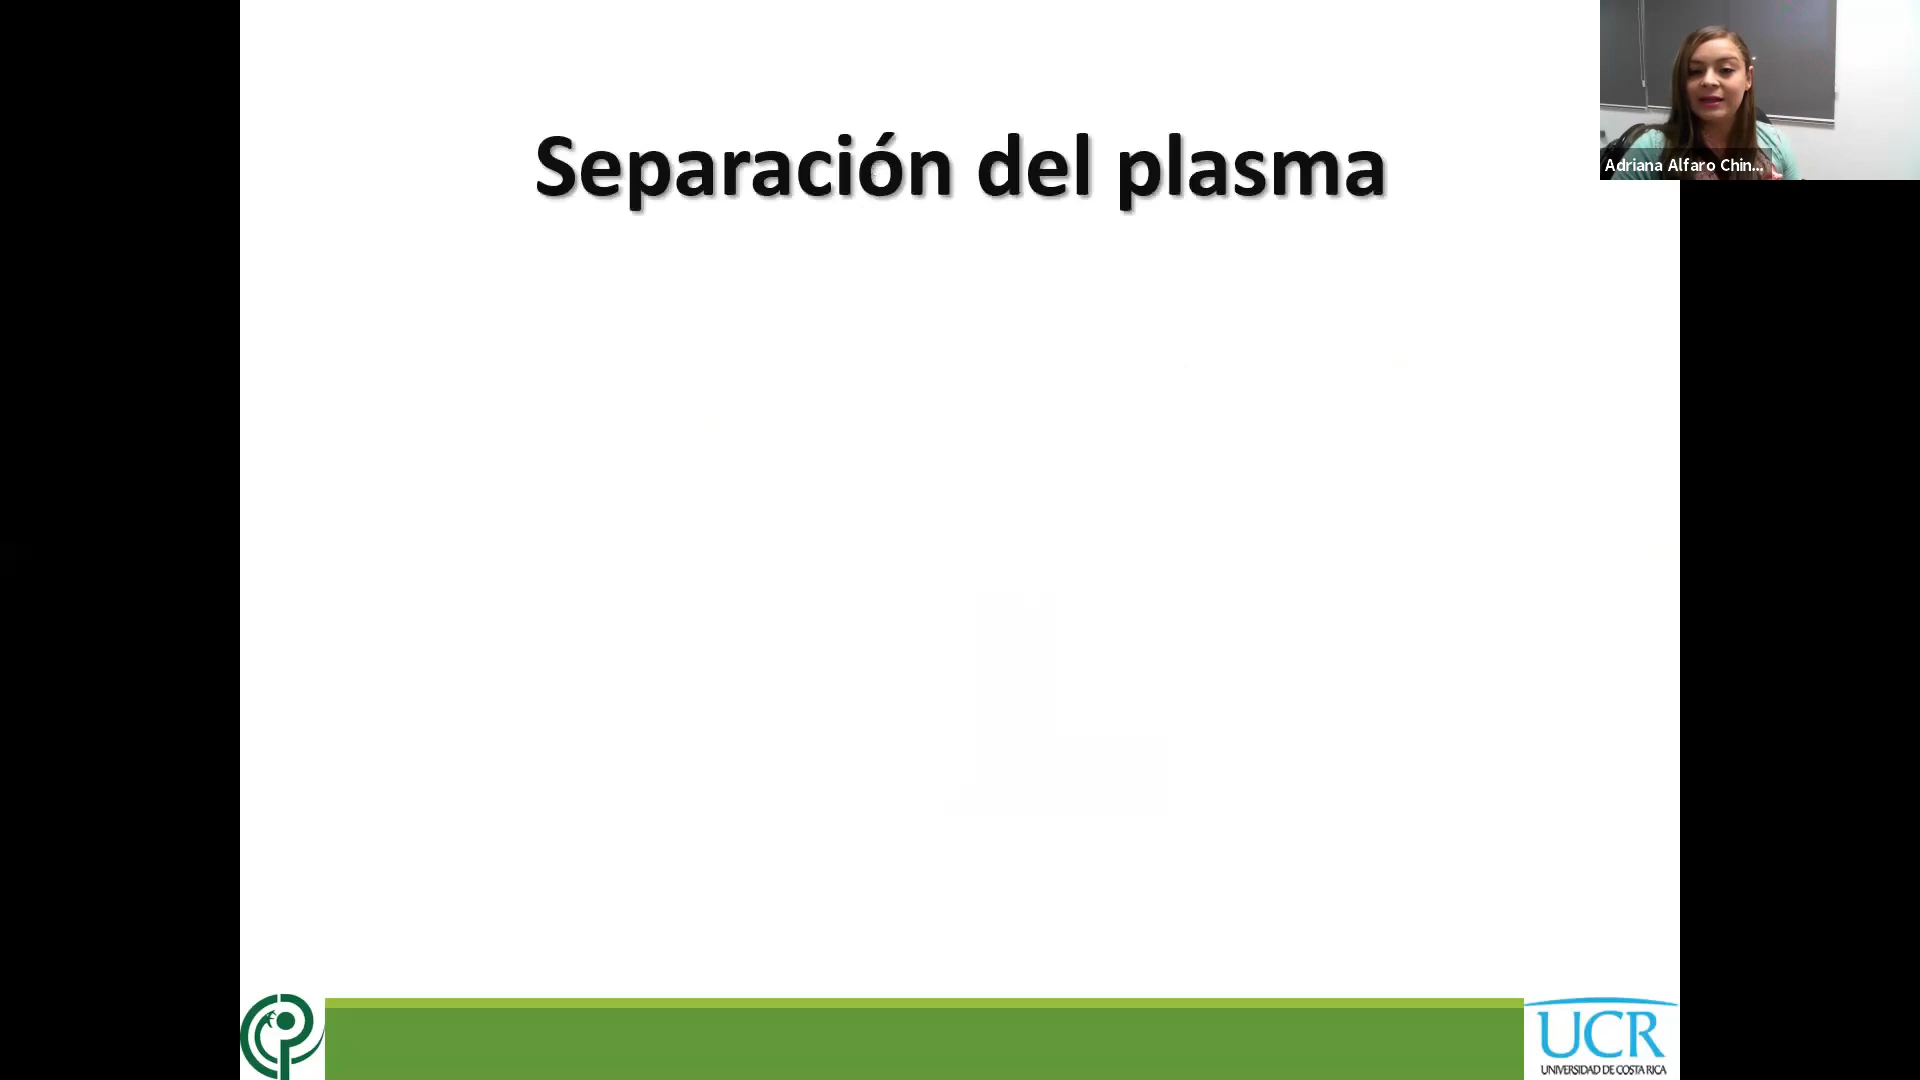 Separación del plasma
Adriana Alfaro Chin...
UCR
UNIVERSIDAD DE COSTA RICA